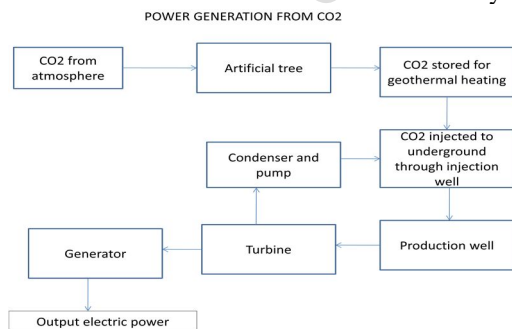 y
POWER GENERATION FROM CO2
CO2 from
atmosphere
Artificial tree
CO2 stored for
geothermal heating
Condenser and
pump
CO2 injected to
underground
through injection
well
Generator
Turbine
Production well
Output electric power